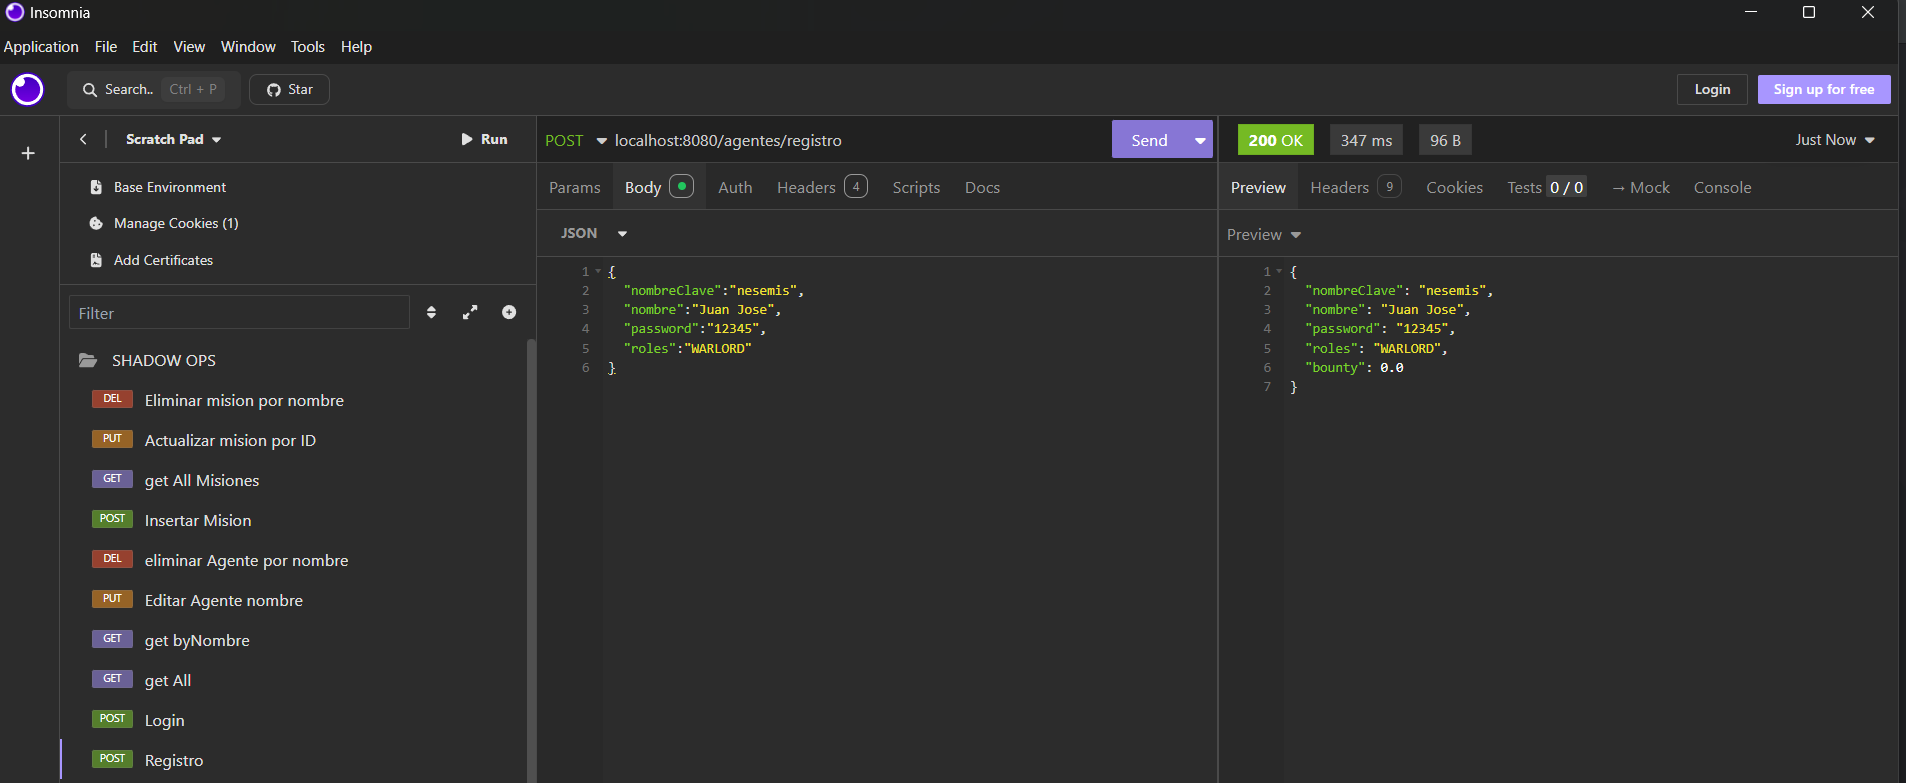 Insomnia
Application File Edit View Window Tools Help
Search.. Ctrl + P Star Login Sign up for free
Scratch Pad Run
POST localhost:8080/agentes/registro Send
200 OK 347 ms 96 B Just Now
Base Environment
Manage Cookies (1)
Add Certificates
Filter
SHADOW OPS
DEL Eliminar mision por nombre
PUT Actualizar mision por ID
GET get All Misiones
POST Insertar Mision
DEL eliminar Agente por nombre
PUT Editar Agente nombre
GET get byNombre
GET get All
POST Login
POST Registro
Params Body Auth Headers 4 Scripts Docs
JSON
1 {
2 "nombreClave":"nesemis",
3 "nombre":"Juan Jose",
4 "password":"12345",
5 "roles":"WARLORD"
6 }
Preview Headers 9 Cookies Tests 0 / 0 → Mock Console
Preview
1 {
2 "nombreClave": "nesemis",
3 "nombre": "Juan Jose",
4 "password": "12345",
5 "roles": "WARLORD",
6 "bounty": 0.0
7 }